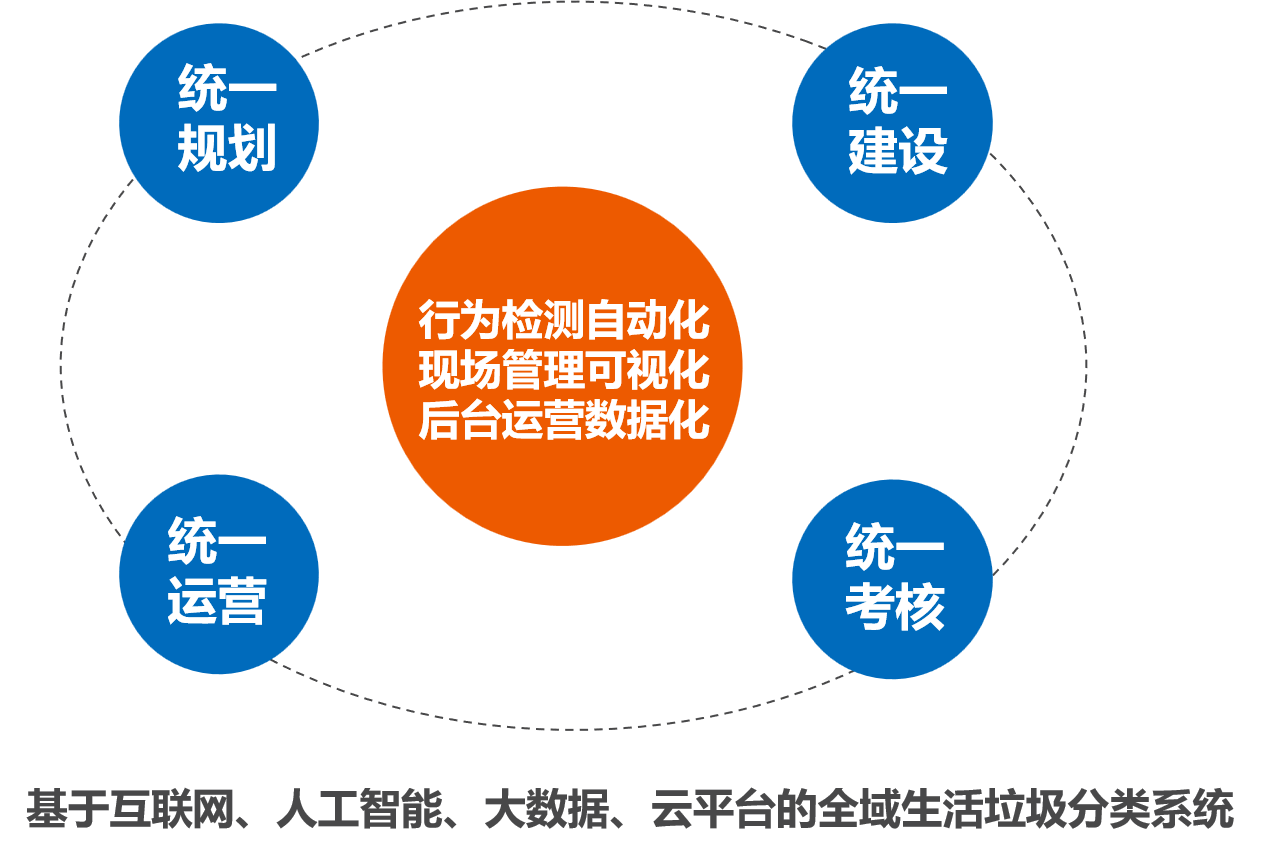 统一
规划
统一
建设
行为检测自动化
现场管理可视化
后台运营数据化
统一
运营
统一
考核
基于互联网、人工智能、大数据、云平台的全域生活垃圾分类系统